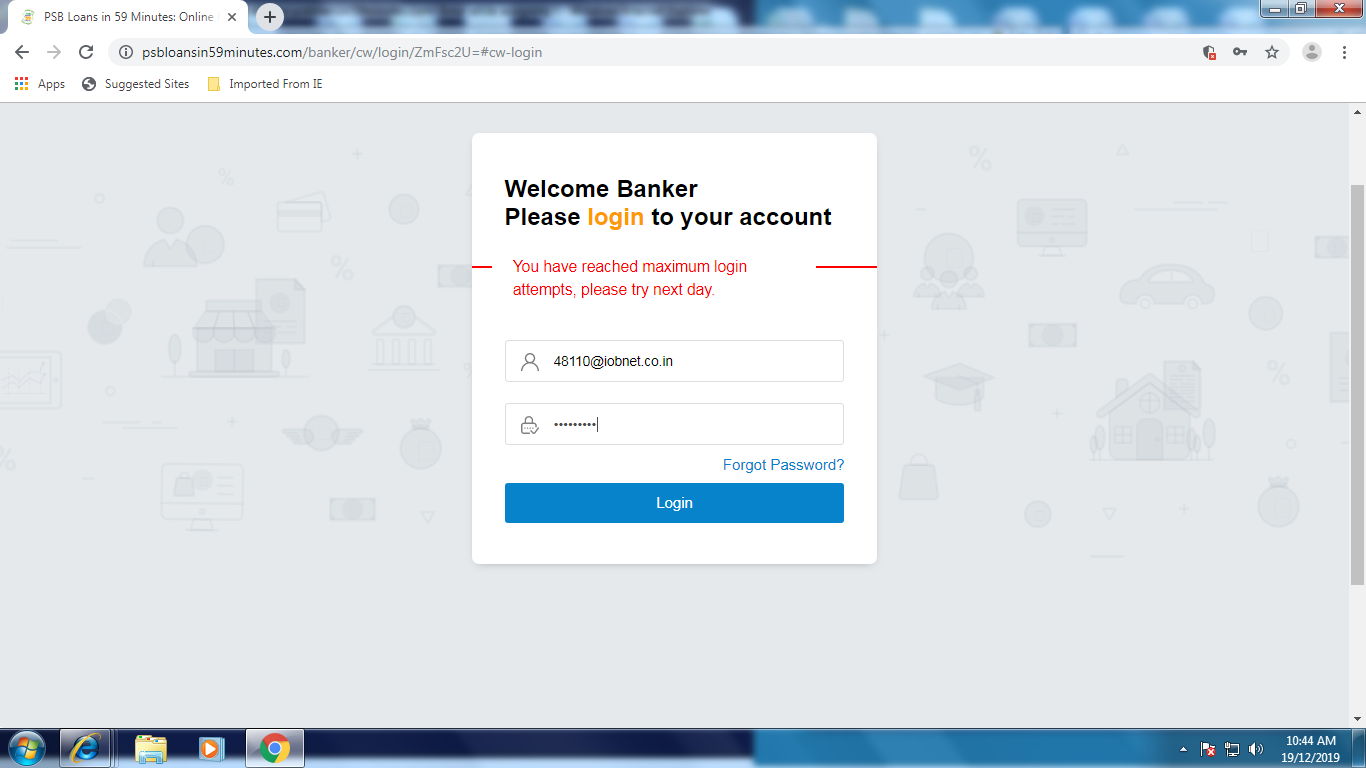 PSB Loans in 59 Minutes: Online
psbloansin59minutes.com/banker/cw/login/ZmFsc2U=#cw-login
Apps Suggested Sites Imported From IE
Welcome Banker
Please login to your account
You have reached maximum login
attempts, please try next day.
48110@iobnet.co.in
•••••••••
Forgot Password?
Login
10:44 AM
19/12/2019